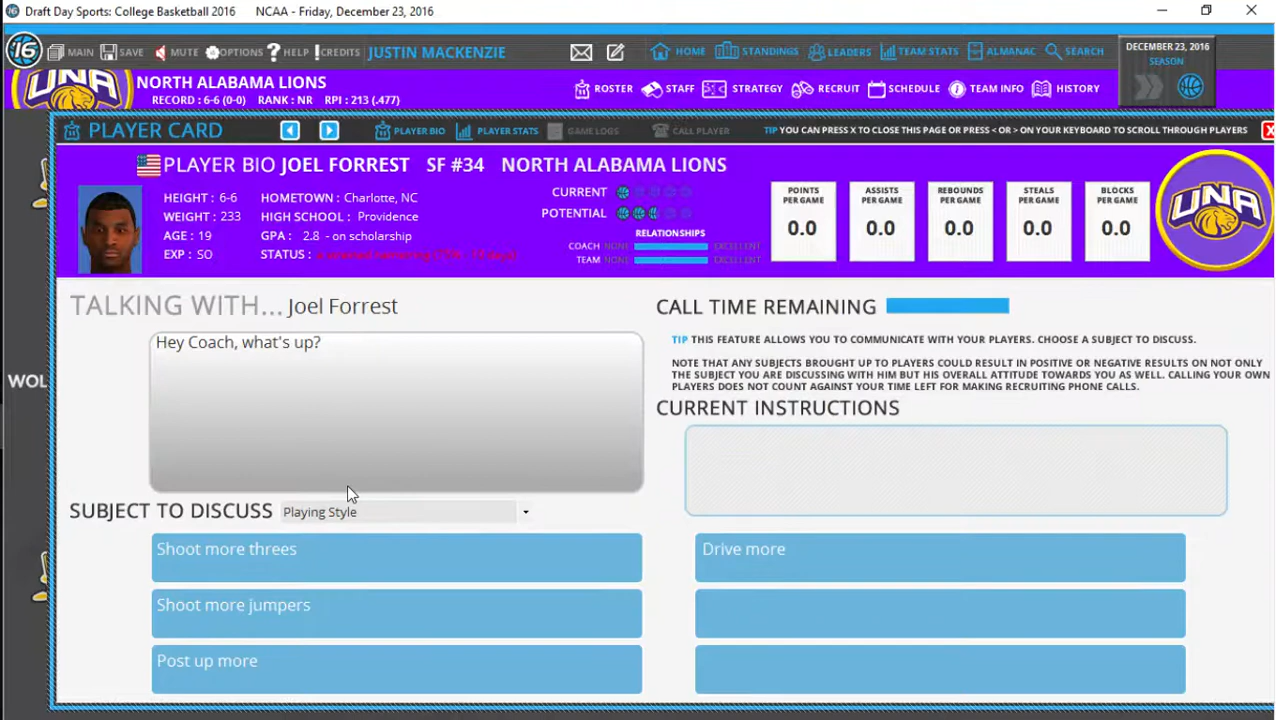 Draft Day Sports: College Basketball 2016 NCAA - Friday, December 23, 2016
16 MAIN SAVE MUTE OPTIONS ? HELP ! CREDITS JUSTIN MACKENZIE HOME STANDINGS LEADERS TEAM STATS ALMANAC SEARCH
DECEMBER 23, 2016
SEASON
UNA
NORTH ALABAMA LIONS
RECORD : 6-6 (0-0) RANK : NR RPI : 213 (.477)
ROSTER STAFF STRATEGY RECRUIT SCHEDULE TEAM INFO HISTORY
PLAYER CARD PLAYER BIO PLAYER STATS GAME LOGS CALL PLAYER TIP YOU CAN PRESS X TO CLOSE THIS PAGE OR PRESS < OR > ON YOUR KEYBOARD TO SCROLL THROUGH PLAYERS X
PLAYER BIO JOEL FORREST SF #34 NORTH ALABAMA LIONS
HEIGHT : 6-6
WEIGHT : 233
AGE : 19
EXP : SO
HOMETOWN : Charlotte, NC
HIGH SCHOOL : Providence
GPA : 2.8 - on scholarship
STATUS :
CURRENT
POTENTIAL
RELATIONSHIPS
COACH NONE EXCELLENT
TEAM NONE EXCELLENT
POINTS PER GAME 0.0
ASSISTS PER GAME 0.0
REBOUNDS PER GAME 0.0
STEALS PER GAME 0.0
BLOCKS PER GAME 0.0
UNA
TALKING WITH... Joel Forrest
Hey Coach, what's up?
CALL TIME REMAINING
TIP THIS FEATURE ALLOWS YOU TO COMMUNICATE WITH YOUR PLAYERS. CHOOSE A SUBJECT TO DISCUSS.
NOTE THAT ANY SUBJECTS BROUGHT UP TO PLAYERS COULD RESULT IN POSITIVE OR NEGATIVE RESULTS ON NOT ONLY
THE SUBJECT YOU ARE DISCUSSING WITH HIM BUT HIS OVERALL ATTITUDE TOWARDS YOU AS WELL. CALLING YOUR OWN
PLAYERS DOES NOT COUNT AGAINST YOUR TIME LEFT FOR MAKING RECRUITING PHONE CALLS.
CURRENT INSTRUCTIONS
WOL
SUBJECT TO DISCUSS Playing Style
Shoot more threes
Drive more
Shoot more jumpers
Post up more